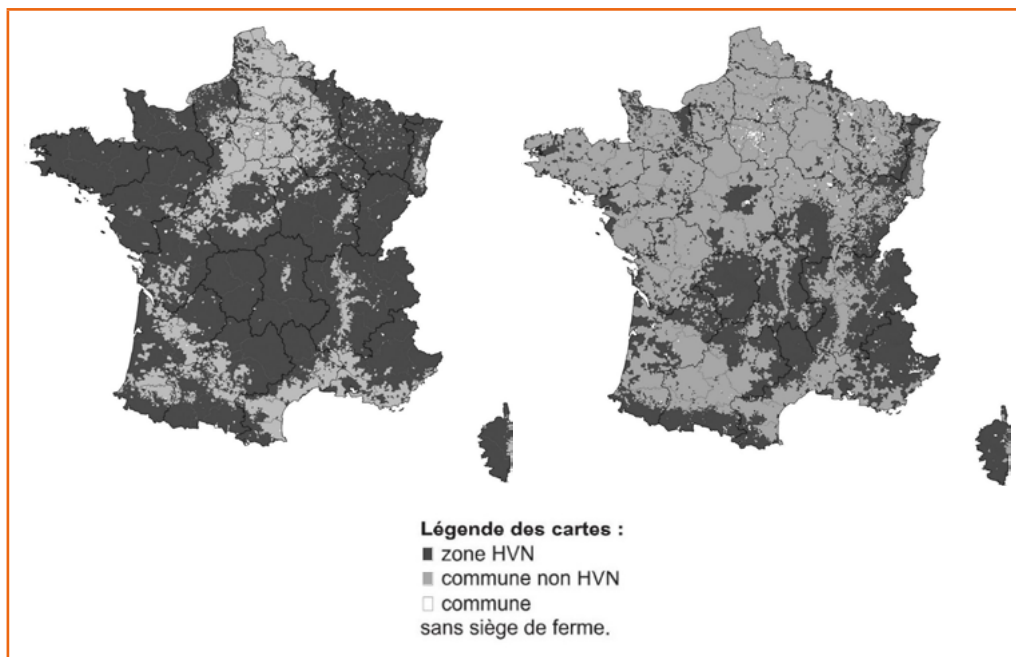 Légende des cartes :
zone HVN
commune non HVN
commune
sans siège de ferme.